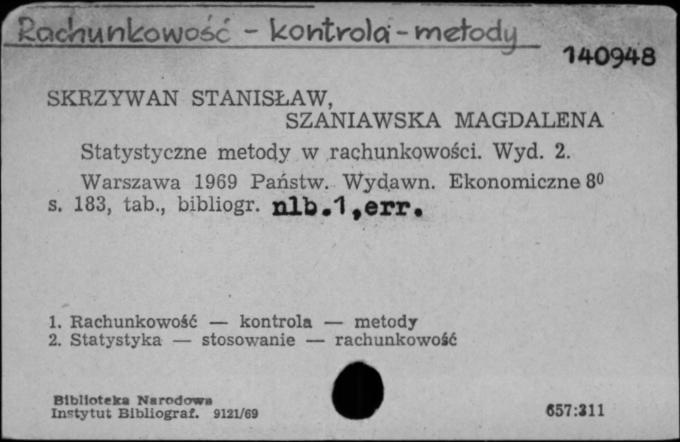 Rachunkowość - kontrola - metody
140948
SKRZYWAN STANISŁAW,
SZANIAWSKA MAGDALENA
Statystyczne metody w rachunkowości. Wyd. 2.
Warszawa 1969 Państw. Wydawn. Ekonomiczne 8⁰
s. 183, tab., bibliogr. nlb.1, err.
1. Rachunkowość — kontrola — metody
2. Statystyka — stosowanie — rachunkowość
Biblioteka Narodowa
Instytut Bibliograf. 9121/69
657:311